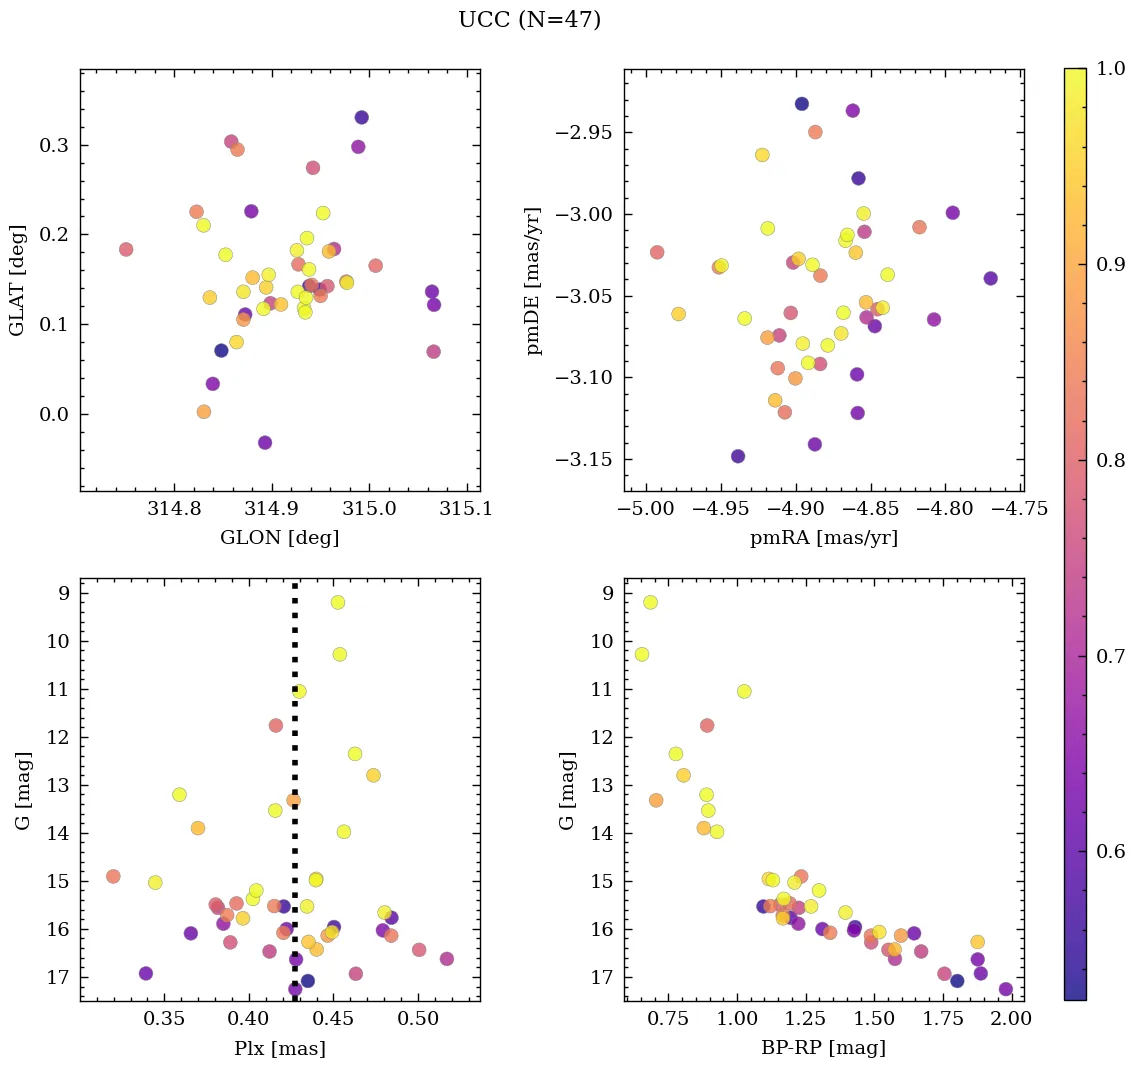 UCC (N=47)
0.3
0.2
0.1
0.0
GLAT [deg]
314.8 314.9 315.0 315.1
GLON [deg]
−2.95
−3.00
−3.05
−3.10
−3.15
pmDE [mas/yr]
−5.00 −4.95 −4.90 −4.85 −4.80 −4.75
pmRA [mas/yr]
9
10
11
12
13
14
15
16
17
G [mag]
0.35 0.40 0.45 0.50
Plx [mas]
9
10
11
12
13
14
15
16
17
G [mag]
0.75 1.00 1.25 1.50 1.75 2.00
BP-RP [mag]
1.0
0.9
0.8
0.7
0.6